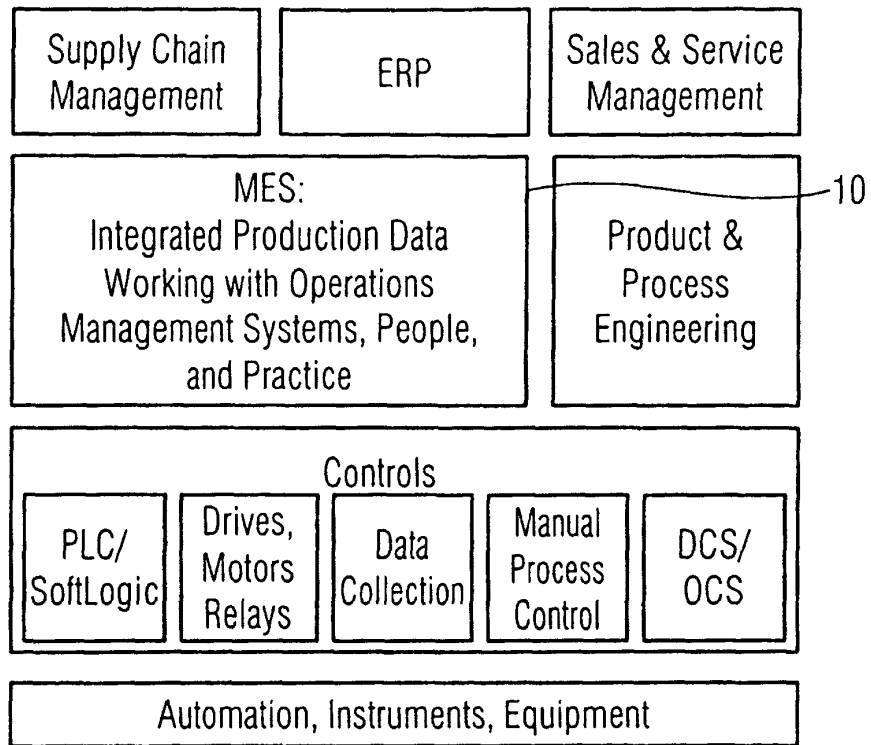 Supply Chain
Management
ERP
Sales & Service
Management
MES:
Integrated Production Data
Working with Operations
Management Systems, People,
and Practice
Product &
Process
Engineering
10
Controls
PLC/
SoftLogic
Drives,
Motors
Relays
Data
Collection
Manual
Process
Control
DCS/
OCS
Automation, Instruments, Equipment